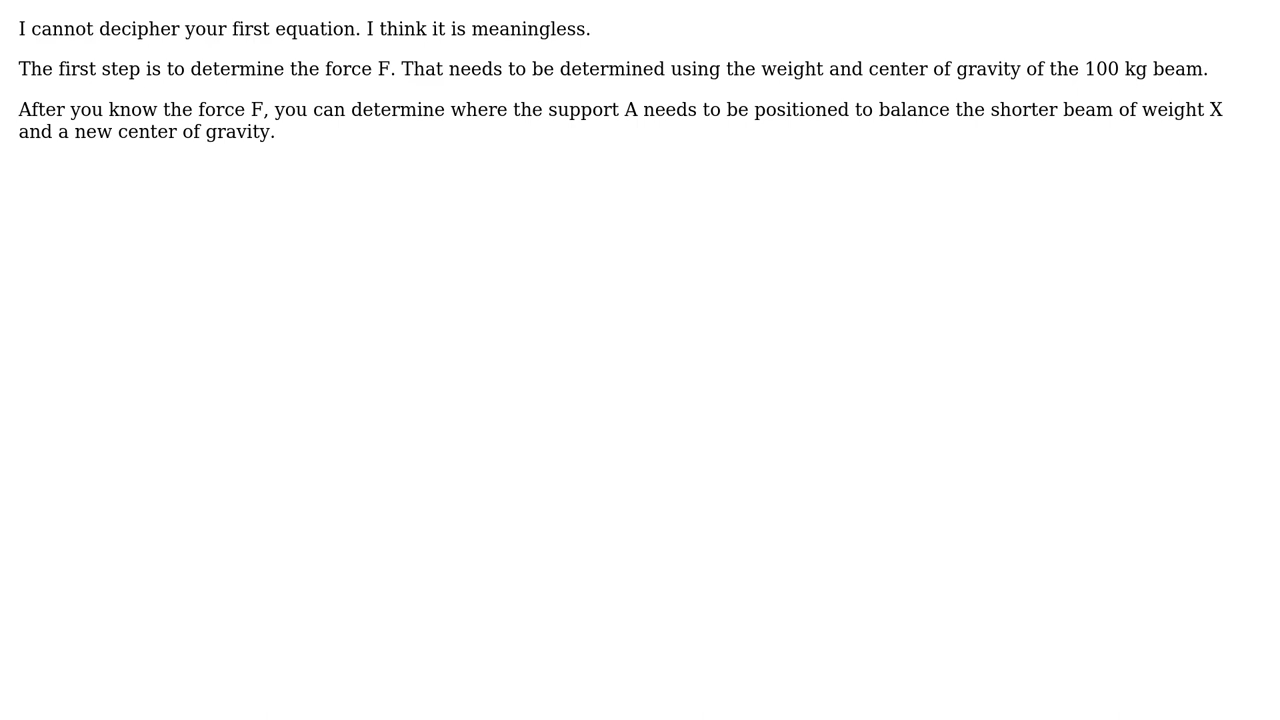 I cannot decipher your first equation. I think it is meaningless.
The first step is to determine the force F. That needs to be determined using the weight and center of gravity of the 100 kg beam.
After you know the force F, you can determine where the support A needs to be positioned to balance the shorter beam of weight X
and a new center of gravity.